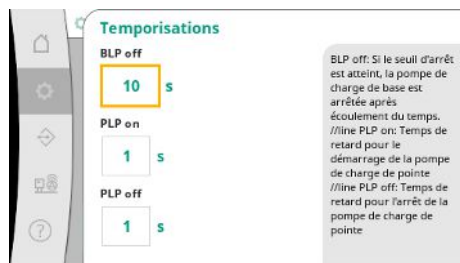 Temporisations
BLP off
10 s
PLP on
1 s
PLP off
1 s
BLP off: Si le seuil d'arrêt
est atteint, la pompe de
charge de base est
arrêtée après
écoulement du temps.
//line PLP on: Temps de
retard pour le
démarrage de la pompe
de charge de pointe
//line PLP off: Temps de
retard pour l'arrêt de la
pompe de charge de
pointe
?